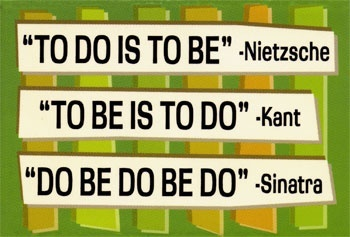 “TO DO IS TO BE” -Nietzsche
“TO BE IS TO DO” -Kant
“DO BE DO BE DO” -Sinatra